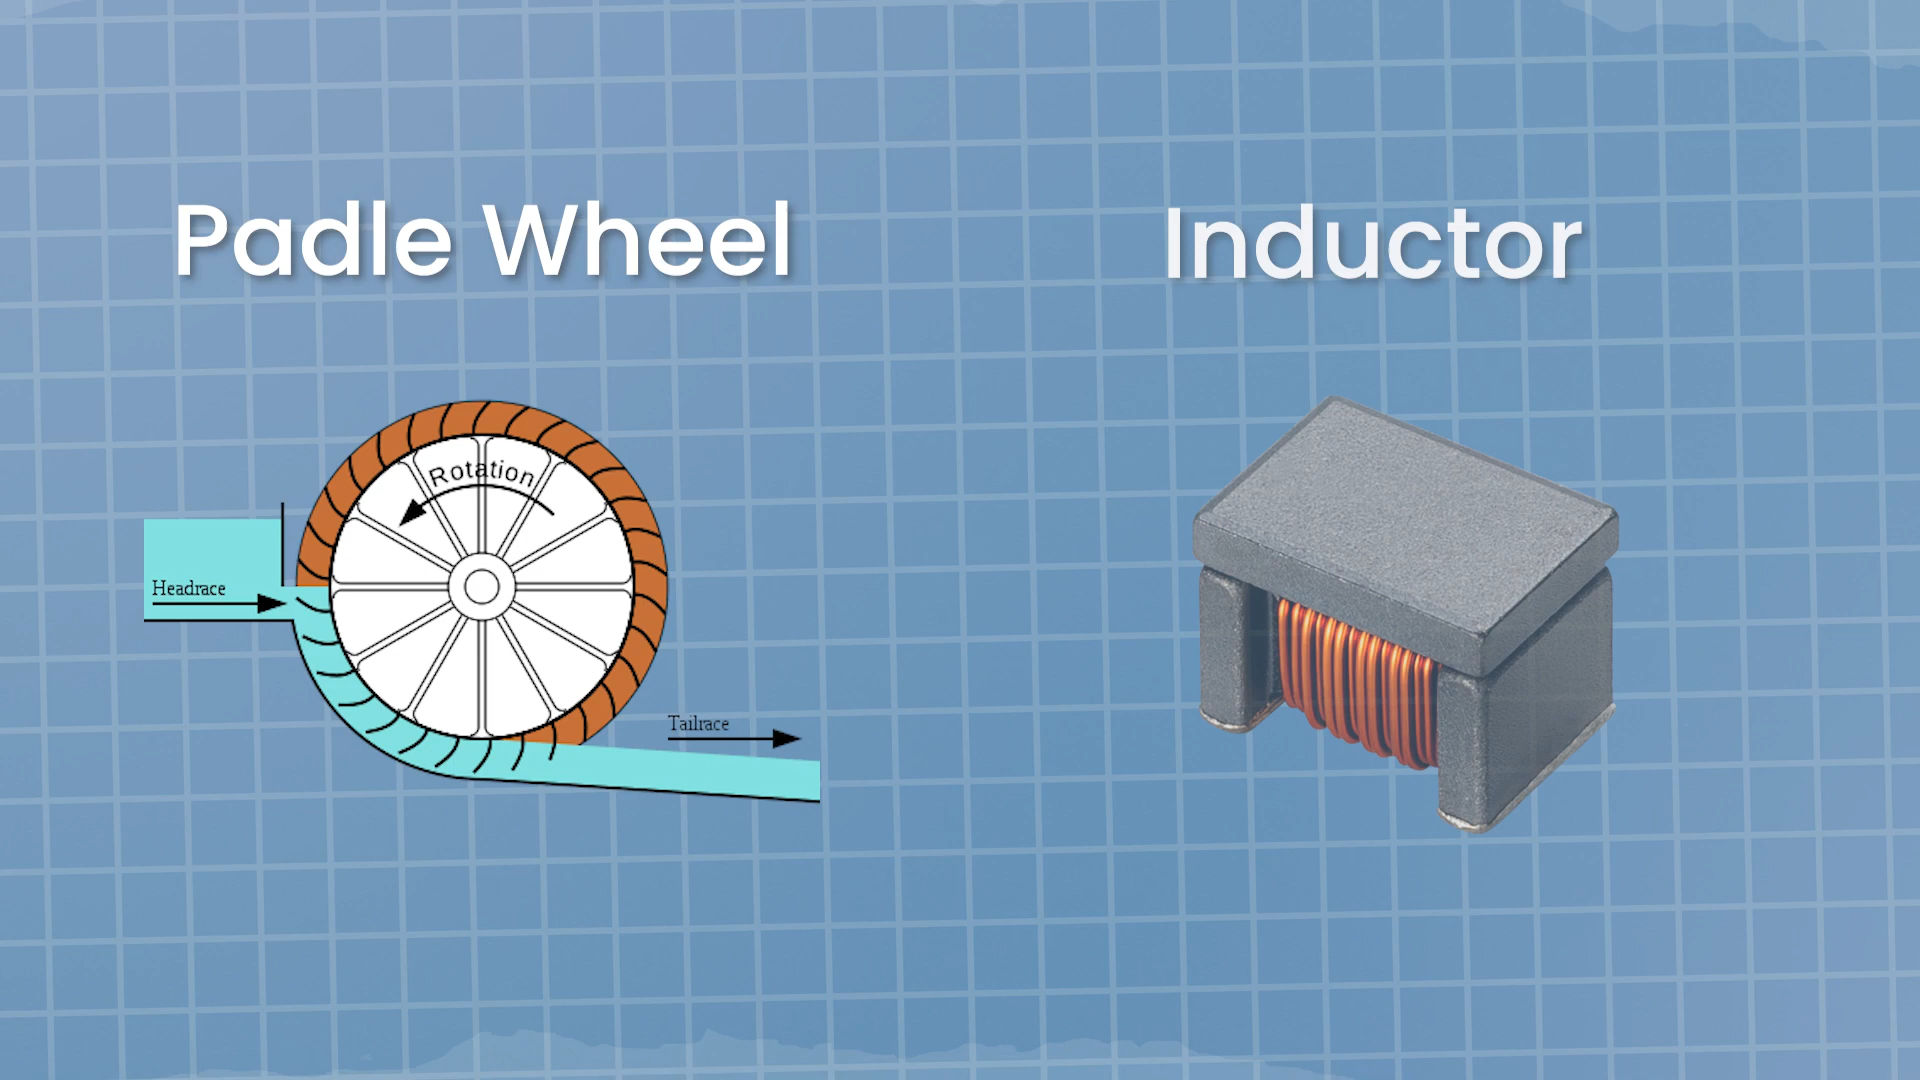 Padle Wheel
Inductor
Rotation
Headrace
Tailrace